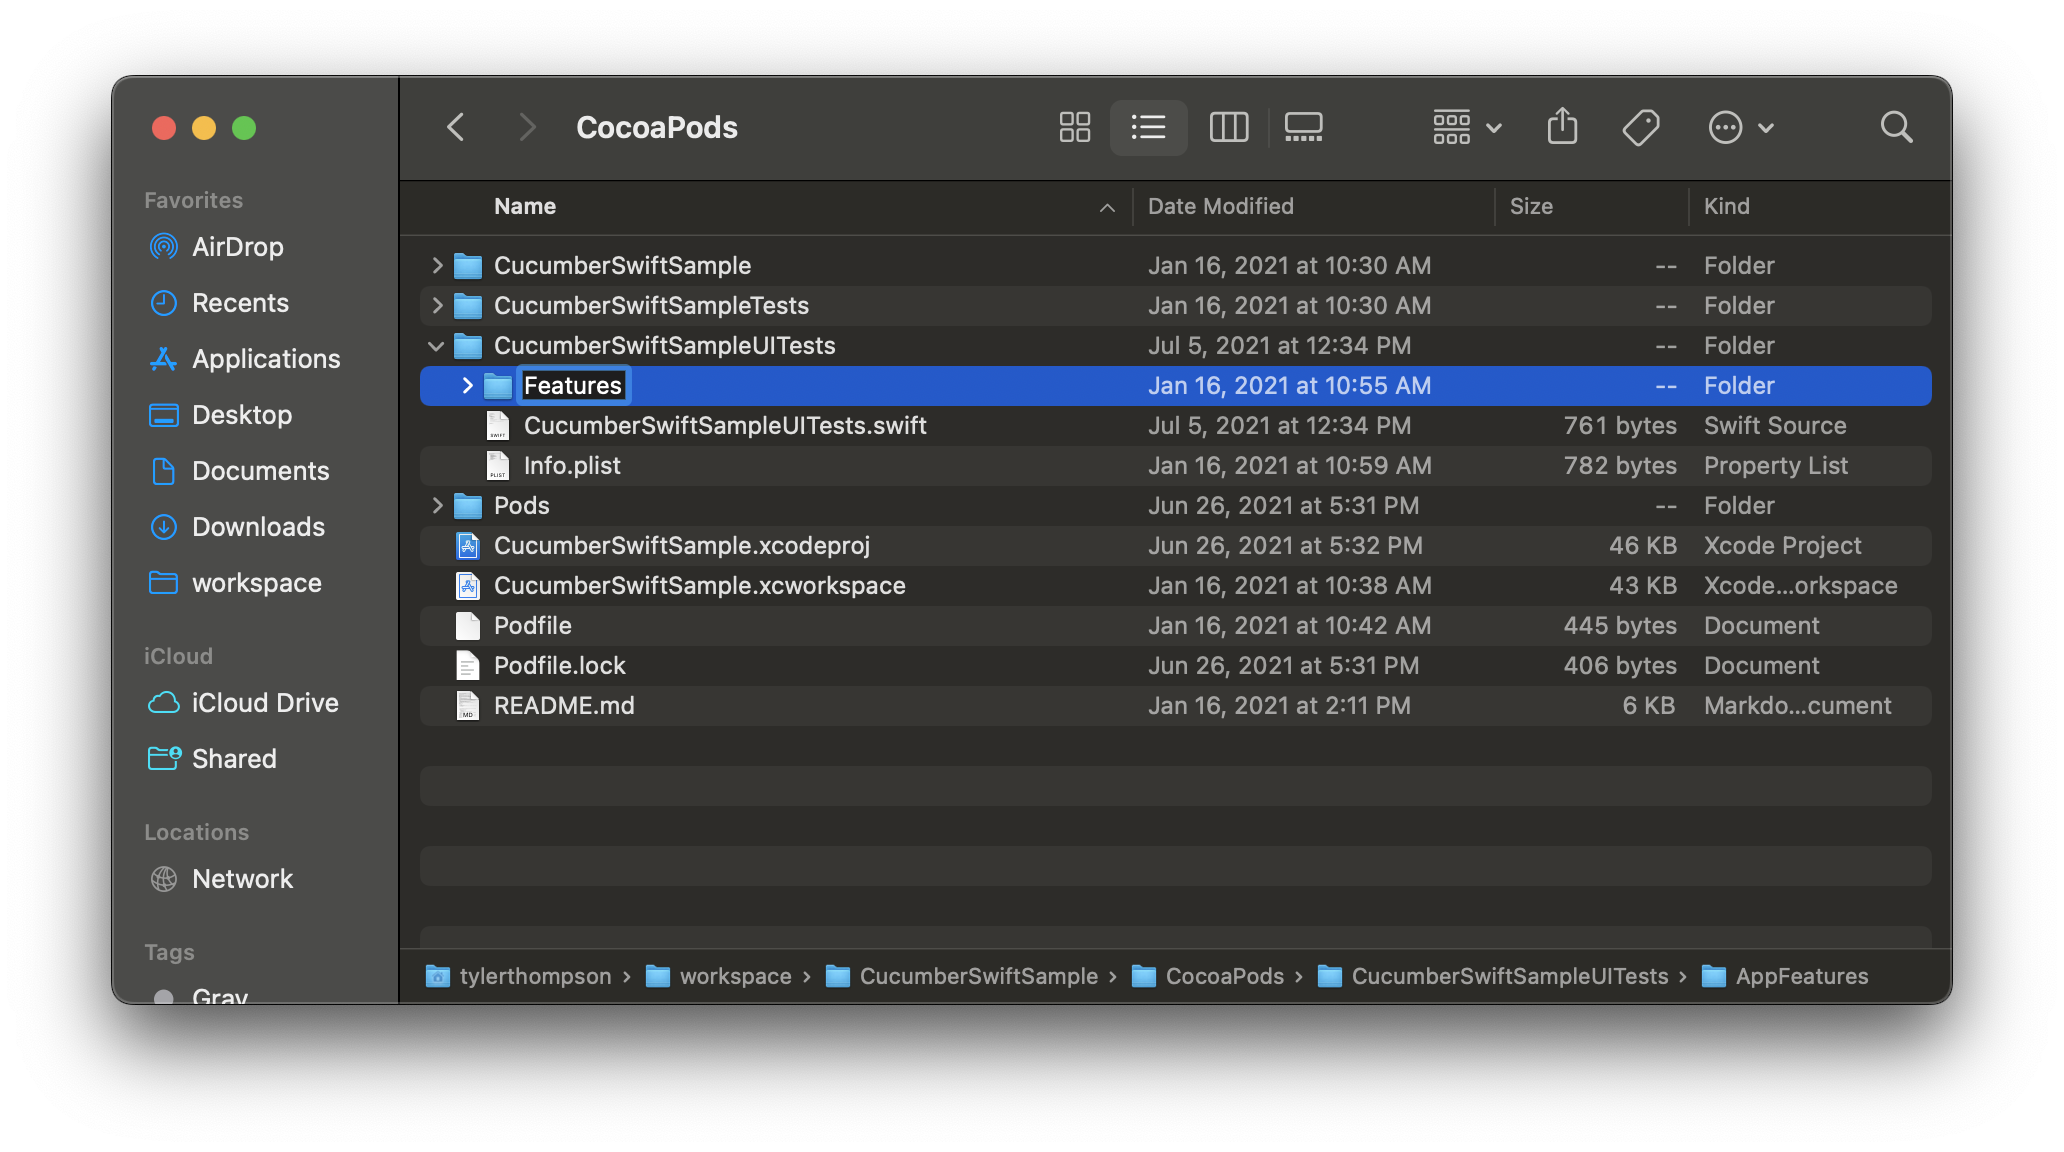 CocoaPods
Favorites
AirDrop
Recents
Applications
Desktop
Documents
Downloads
workspace
iCloud
iCloud Drive
Shared
Locations
Network
Tags
Gray
Name Date Modified Size Kind
CucumberSwiftSample Jan 16, 2021 at 10:30 AM -- Folder
CucumberSwiftSampleTests Jan 16, 2021 at 10:30 AM -- Folder
CucumberSwiftSampleUITests Jul 5, 2021 at 12:34 PM -- Folder
Features Jan 16, 2021 at 10:55 AM -- Folder
SWIFT CucumberSwiftSampleUITests.swift Jul 5, 2021 at 12:34 PM 761 bytes Swift Source
PLIST Info.plist Jan 16, 2021 at 10:59 AM 782 bytes Property List
Pods Jun 26, 2021 at 5:31 PM -- Folder
CucumberSwiftSample.xcodeproj Jun 26, 2021 at 5:32 PM 46 KB Xcode Project
CucumberSwiftSample.xcworkspace Jan 16, 2021 at 10:38 AM 43 KB Xcode...orkspace
Podfile Jan 16, 2021 at 10:42 AM 445 bytes Document
Podfile.lock Jun 26, 2021 at 5:31 PM 406 bytes Document
MD README.md Jan 16, 2021 at 2:11 PM 6 KB Markdo...cument
tylerthompson › workspace › CucumberSwiftSample › CocoaPods › CucumberSwiftSampleUITests › AppFeatures